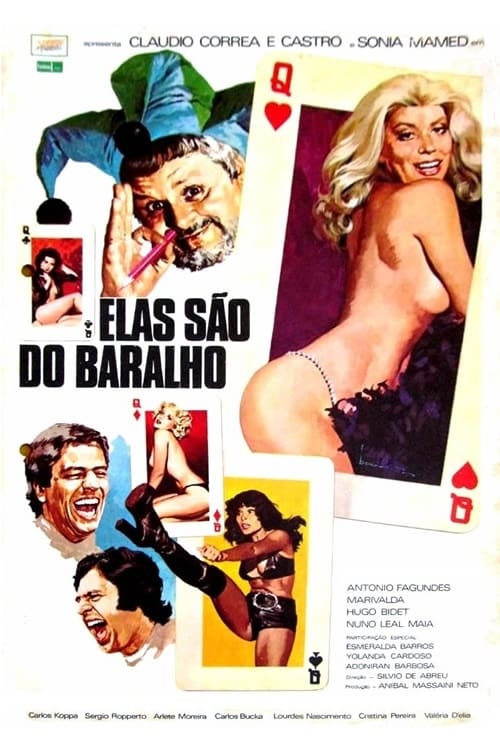 apresenta CLAUDIO CORREA E CASTRO e SONIA MAMED em
Q
Q
ELAS SÃO
DO BARALHO
Q
Q
Q
Q
Q
ANTONIO FAGUNDES
MARIVALDA
HUGO BIDET
NUNO LEAL MAIA
PARTICIPAÇÃO ESPECIAL
ESMERALDA BARROS
YOLANDA CARDOSO
ADONIRAN BARBOSA
Direção - SILVIO DE ABREU
Produção - ANIBAL MASSAINI NETO
Carlos Koppa Sergio Ropperto Arlete Moreira Carlos Bucka Lourdes Nascimento Cristina Pereira Valéria D'elia